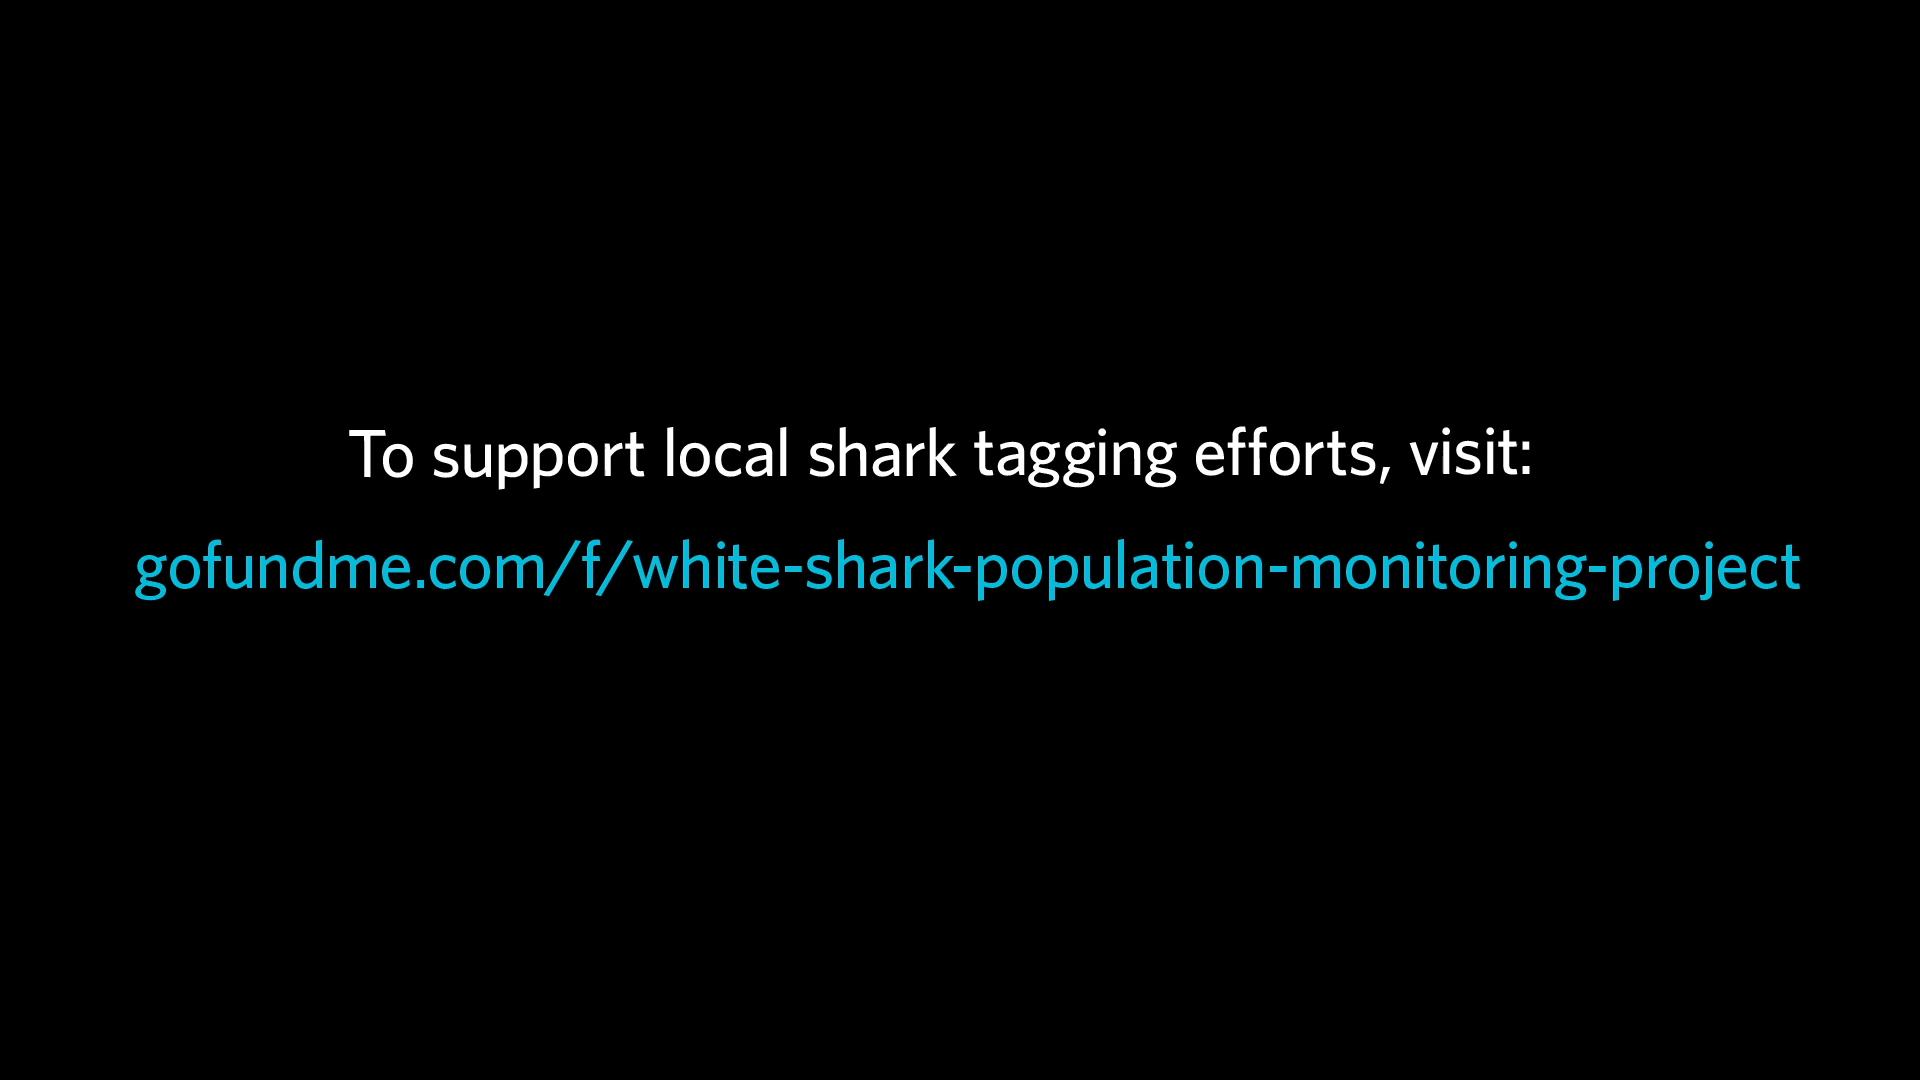 To support local shark tagging efforts, visit:
gofundme.com/f/white-shark-population-monitoring-project